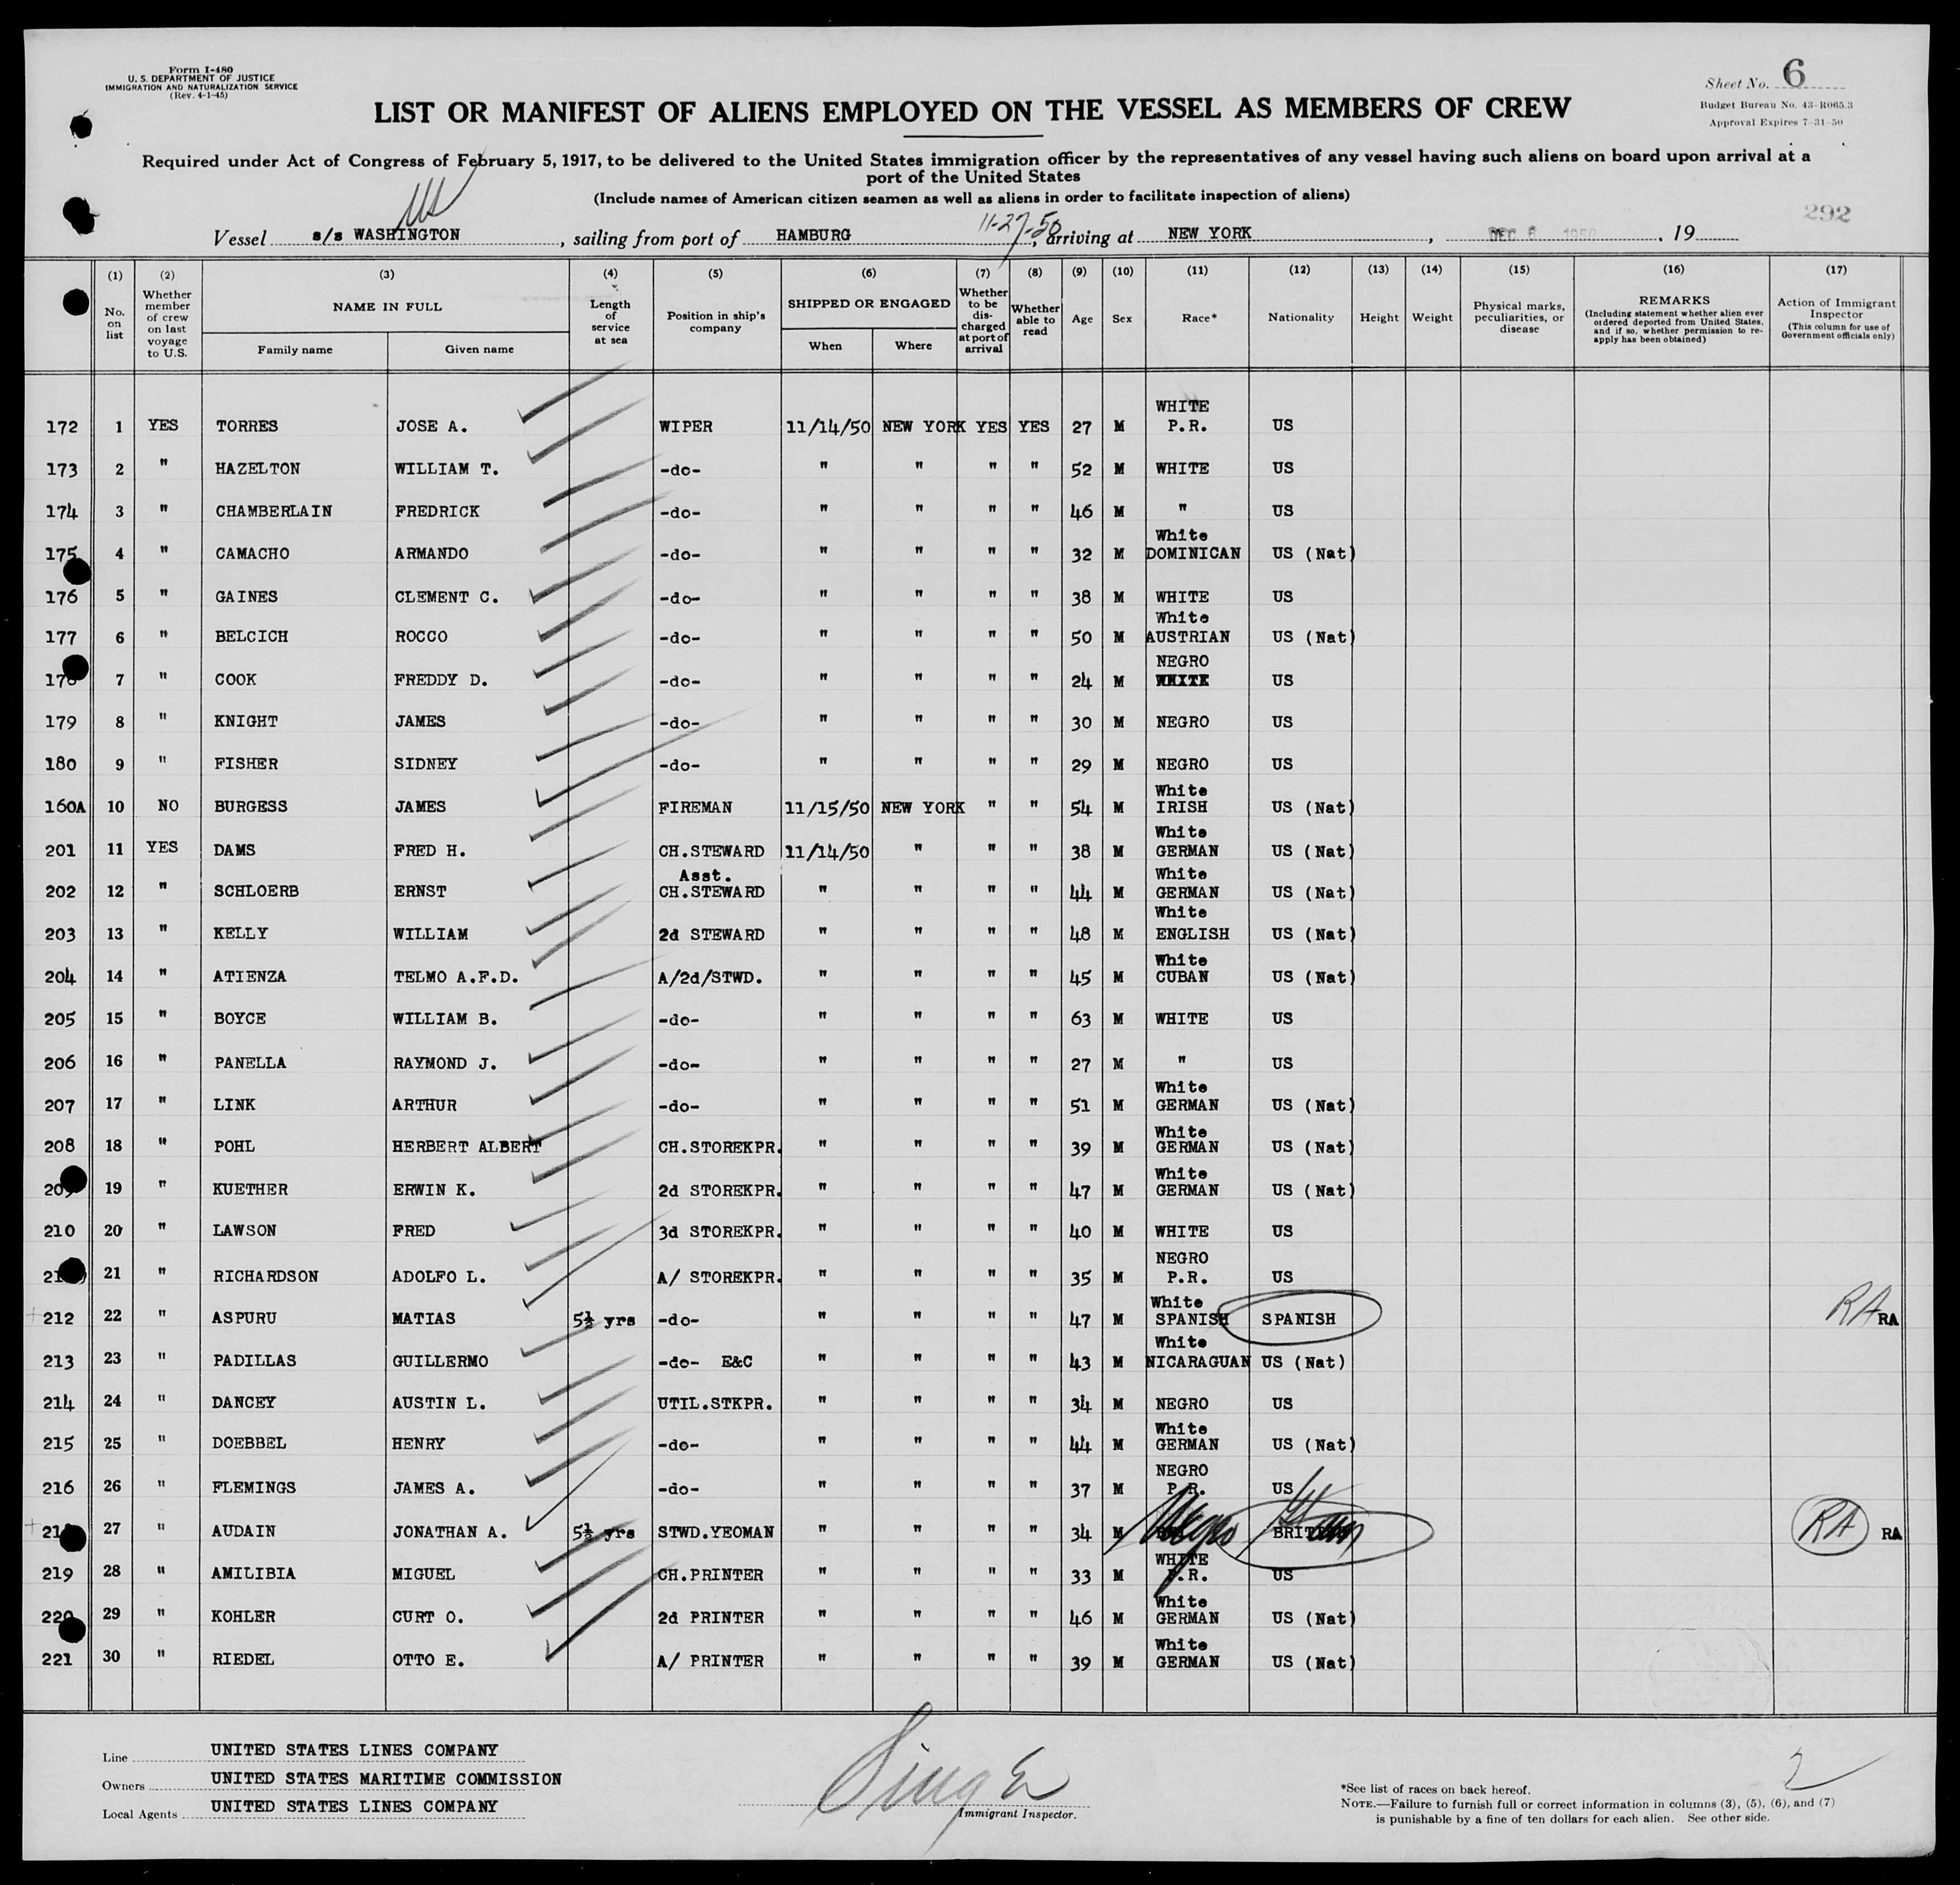 Form I-480
U. S. DEPARTMENT OF JUSTICE
IMMIGRATION AND NATURALIZATION SERVICE
(Rev. 4-1-45)
Sheet No. 6
Budget Bureau No. 43-R065.3
Approval Expires 7-31-50
LIST OR MANIFEST OF ALIENS EMPLOYED ON THE VESSEL AS MEMBERS OF CREW
Required under Act of Congress of February 5, 1917, to be delivered to the United States immigration officer by the representatives of any vessel having such aliens on board upon arrival at a
port of the United States
(Include names of American citizen seamen as well as aliens in order to facilitate inspection of aliens)
292
US
11-27-50
Vessel s/s WASHINGTON, sailing from port of HAMBURG, arriving at NEW YORK, DEC 6 1950, 19
(1) (2) (3) (4) (5) (6) (7) (8) (9) (10) (11) (12) (13) (14) (15) (16) (17)
No. on list
Whether member of crew on last voyage to U.S.
NAME IN FULL
Family name Given name
Length of service at sea
Position in ship's company
SHIPPED OR ENGAGED
When Where
Whether to be discharged at port of arrival
Whether able to read
Age
Sex
Race*
Nationality
Height
Weight
Physical marks, peculiarities, or disease
REMARKS
(Including statement whether alien ever ordered deported from United States, and if so, whether permission to re-apply has been obtained)
Action of Immigrant Inspector
(This column for use of Government officials only)
172 1 YES TORRES JOSE A. WIPER 11/14/50 NEW YORK YES YES 27 M WHITE P.R. US
173 2 " HAZELTON WILLIAM T. -do- " " " " 52 M WHITE US
174 3 " CHAMBERLAIN FREDRICK -do- " " " " 46 M " US
175 4 " CAMACHO ARMANDO -do- " " " " 32 M White DOMINICAN US (Nat)
176 5 " GAINES CLEMENT C. -do- " " " " 38 M WHITE US
177 6 " BELCICH ROCCO -do- " " " " 50 M White AUSTRIAN US (Nat)
178 7 " COOK FREDDY D. -do- " " " " 24 M NEGRO WHITE US
179 8 " KNIGHT JAMES -do- " " " " 30 M NEGRO US
180 9 " FISHER SIDNEY -do- " " " " 29 M NEGRO US
160A 10 NO BURGESS JAMES FIREMAN 11/15/50 NEW YORK " " 54 M White IRISH US (Nat)
201 11 YES DAMS FRED H. CH.STEWARD 11/14/50 " " " 38 M White GERMAN US (Nat)
202 12 " SCHLOERB ERNST Asst. CH.STEWARD " " " " 44 M White GERMAN US (Nat)
203 13 " KELLY WILLIAM 2d STEWARD " " " " 48 M White ENGLISH US (Nat)
204 14 " ATIENZA TELMO A.F.D. A/2d/STWD. " " " " 45 M White CUBAN US (Nat)
205 15 " BOYCE WILLIAM B. -do- " " " " 63 M WHITE US
206 16 " PANELLA RAYMOND J. -do- " " " " 27 M " US
207 17 " LINK ARTHUR -do- " " " " 51 M White GERMAN US (Nat)
208 18 " POHL HERBERT ALBERT CH.STOREKPR. " " " " 39 M White GERMAN US (Nat)
209 19 " KUETHER ERWIN K. 2d STOREKPR. " " " " 47 M White GERMAN US (Nat)
210 20 " LAWSON FRED 3d STOREKPR. " " " " 40 M WHITE US
21 " RICHARDSON ADOLFO L. A/ STOREKPR. " " " " 35 M NEGRO P.R. US
212 22 " ASPURU MATIAS 5½ yrs -do- " " " " 47 M White SPANISH SPANISH RA RA
213 23 " PADILLAS GUILLERMO -do- E&C " " " " 43 M White NICARAGUAN US (Nat)
214 24 " DANCEY AUSTIN L. UTIL.STKPR. " " " " 34 M NEGRO US
215 25 " DOEBBEL HENRY -do- " " " " 44 M White GERMAN US (Nat)
216 26 " FLEMINGS JAMES A. -do- " " " " 37 M NEGRO P.R. US
27 " AUDAIN JONATHAN A. 5½ yrs STWD.YEOMAN " " " " 34 M Negro BRITISH RA RA
219 28 " AMILIBIA MIGUEL CH.PRINTER " " " " 33 M WHITE P.R. US
220 29 " KOHLER CURT O. 2d PRINTER " " " " 46 M White GERMAN US (Nat)
221 30 " RIEDEL OTTO E. A/ PRINTER " " " " 39 M White GERMAN US (Nat)
Line UNITED STATES LINES COMPANY
Owners UNITED STATES MARITIME COMMISSION
Local Agents UNITED STATES LINES COMPANY
Immigrant Inspector.
2
*See list of races on back hereof.
NOTE.—Failure to furnish full or correct information in columns (3), (5), (6), and (7)
is punishable by a fine of ten dollars for each alien. See other side.